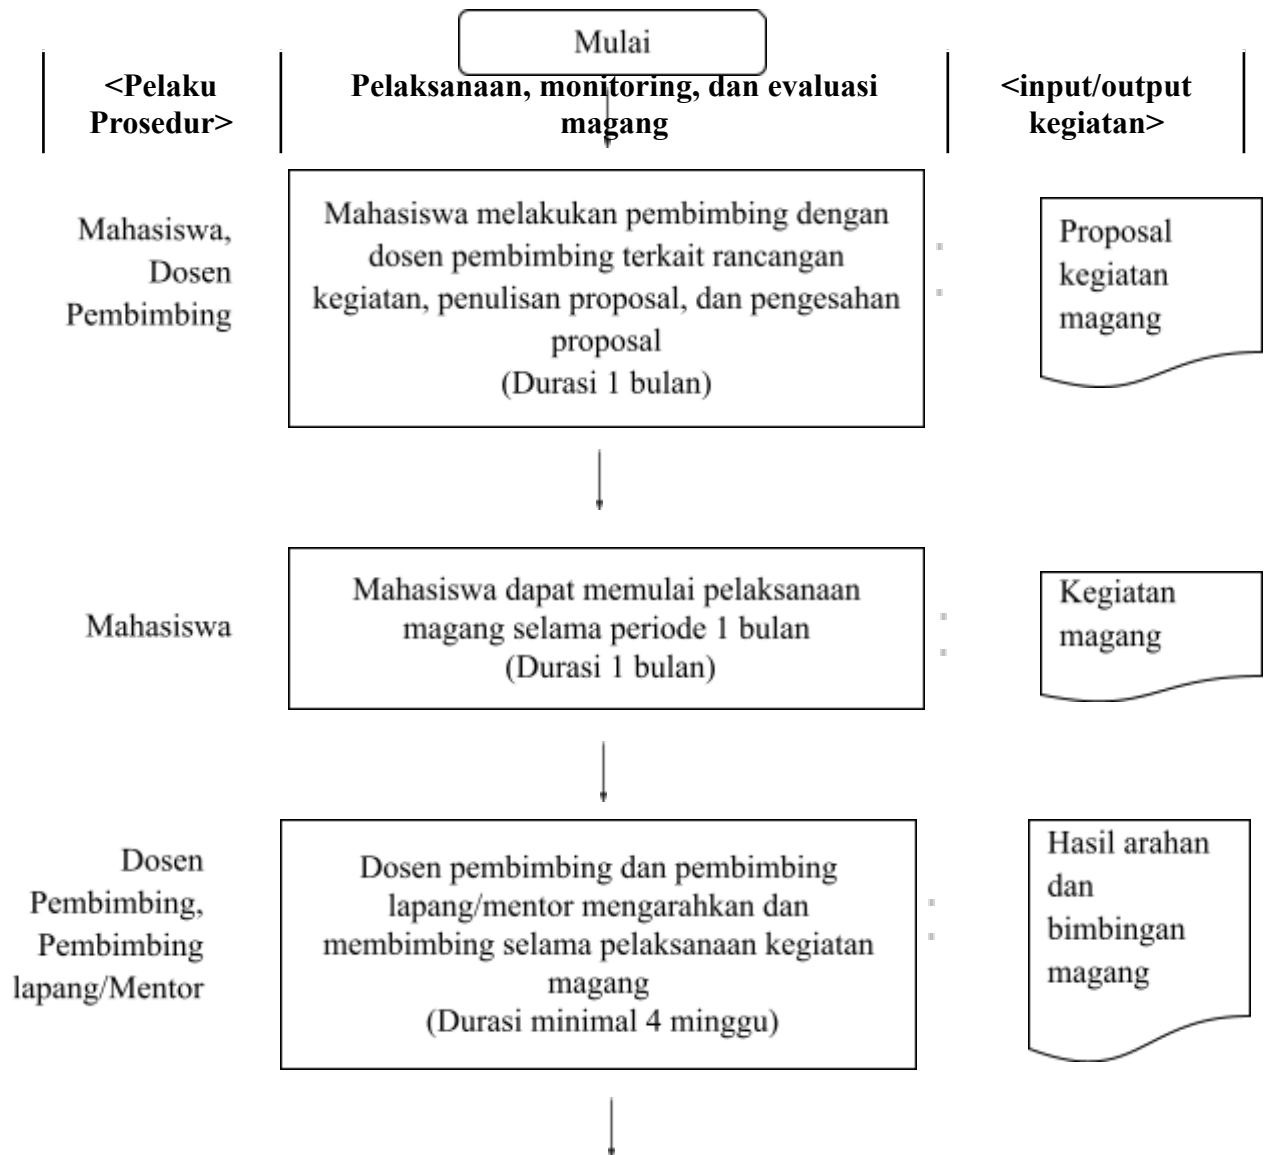 Mulai
<Pelaku
Prosedur>
Pelaksanaan, monitoring, dan evaluasi
magang
<input/output
kegiatan>
Mahasiswa,
Dosen
Pembimbing
Mahasiswa melakukan pembimbing dengan
dosen pembimbing terkait rancangan
kegiatan, penulisan proposal, dan pengesahan
proposal
(Durasi 1 bulan)
Proposal
kegiatan
magang
Mahasiswa
Mahasiswa dapat memulai pelaksanaan
magang selama periode 1 bulan
(Durasi 1 bulan)
Kegiatan
magang
Dosen
Pembimbing,
Pembimbing
lapang/Mentor
Dosen pembimbing dan pembimbing
lapang/mentor mengarahkan dan
membimbing selama pelaksanaan kegiatan
magang
(Durasi minimal 4 minggu)
Hasil arahan
dan
bimbingan
magang